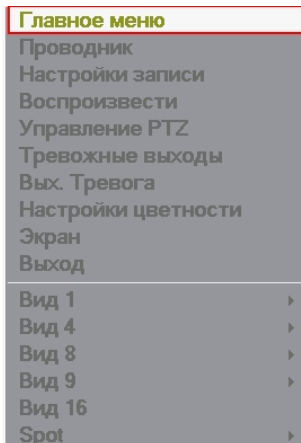 Главное меню
Проводник
Настройки записи
Воспроизвести
Управление PTZ
Тревожные выходы
Вых. Тревога
Настройки цветности
Экран
Выход
Вид 1
Вид 4
Вид 8
Вид 9
Вид 16
Spot